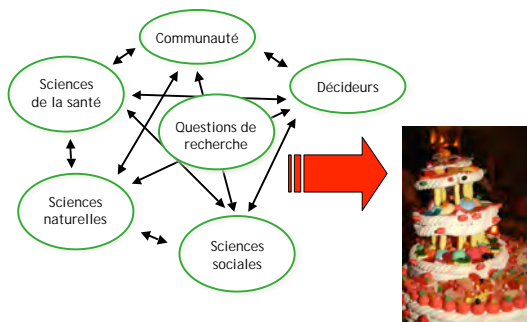 Communauté
Sciences
de la santé
Décideurs
Questions de
recherche
Sciences
naturelles
Sciences
sociales